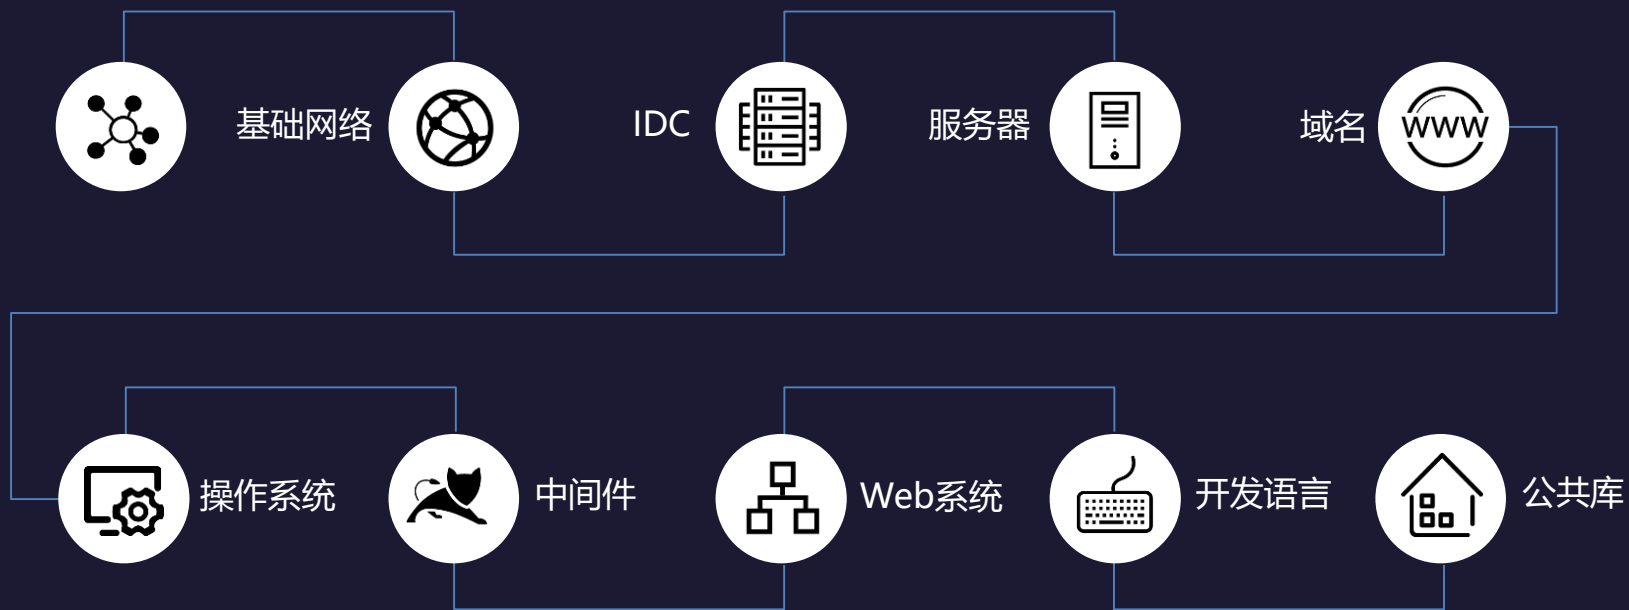 基础网络
IDC
服务器
域名
WWW
操作系统
中间件
Web系统
开发语言
公共库